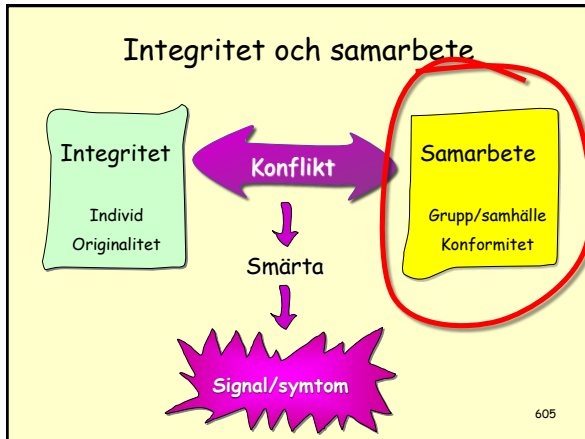 Integritet och samarbete
Integritet
Individ
Originalitet
Konflikt
Samarbete
Grupp/samhälle
Konformitet
Smärta
Signal/symtom
605